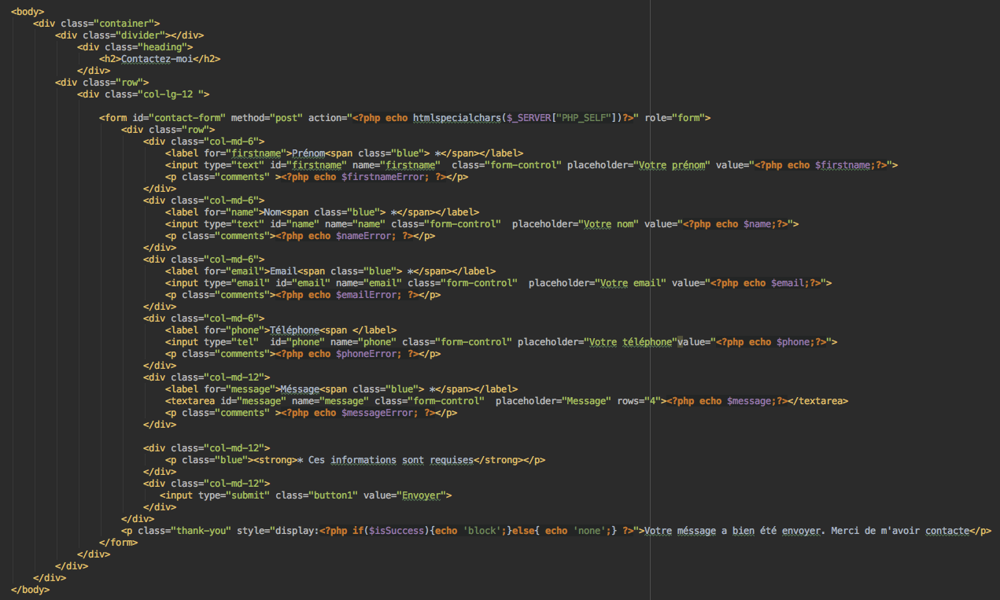 <body>
<div class="container">
<div class="divider"></div>
<div class="heading">
<h2>Contactez-moi</h2>
</div>
<div class="row">
<div class="col-lg-12 ">
<form id="contact-form" method="post" action="<?php echo htmlspecialchars($_SERVER["PHP_SELF"])?>" role="form">
<div class="row">
<div class="col-md-6">
<label for="firstname">Prénom<span class="blue"> *</span></label>
<input type="text" id="firstname" name="firstname"  class="form-control" placeholder="Votre prénom" value="<?php echo $firstname;?>">
<p class="comments" ><?php echo $firstnameError; ?></p>
</div>
<div class="col-md-6">
<label for="name">Nom<span class="blue"> *</span></label>
<input type="text" id="name" name="name" class="form-control"  placeholder="Votre nom" value="<?php echo $name;?>">
<p class="comments"><?php echo $nameError; ?></p>
</div>
<div class="col-md-6">
<label for="email">Email<span class="blue"> *</span></label>
<input type="email" id="email" name="email" class="form-control"  placeholder="Votre email" value="<?php echo $email;?>">
<p class="comments"><?php echo $emailError; ?></p>
</div>
<div class="col-md-6">
<label for="phone">Téléphone<span </label>
<input type="tel"  id="phone" name="phone" class="form-control" placeholder="Votre téléphone"value="<?php echo $phone;?>">
<p class="comments"><?php echo $phoneError; ?></p>
</div>
<div class="col-md-12">
<label for="message">Méssage<span class="blue"> *</span></label>
<textarea id="message" name="message" class="form-control"  placeholder="Message" rows="4"><?php echo $message;?></textarea>
<p class="comments" ><?php echo $messageError; ?></p>
</div>
<div class="col-md-12">
<p class="blue"><strong>* Ces informations sont requises</strong></p>
</div>
<div class="col-md-12">
<input type="submit" class="button1" value="Envoyer">
</div>
</div>
<p class="thank-you" style="display:<?php if($isSuccess){echo 'block';}else{ echo 'none';} ?>">Votre méssage a bien été envoyer. Merci de m'avoir contacte</p>
</form>
</div>
</div>
</div>
</body>